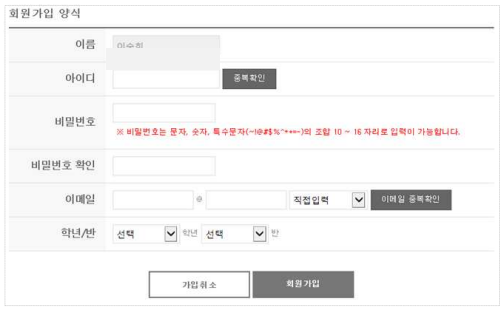 회원가입 양식
이름
아이디 중복확인
비밀번호
※ 비밀번호는 문자, 숫자, 특수문자(~!@#$%^*+=-)의 조합 10 ~ 16 자리로 입력이 가능합니다.
비밀번호 확인
이메일 @ 직접입력 이메일 중복확인
학년/반 선택 학년 선택 반
가입취소 회원가입